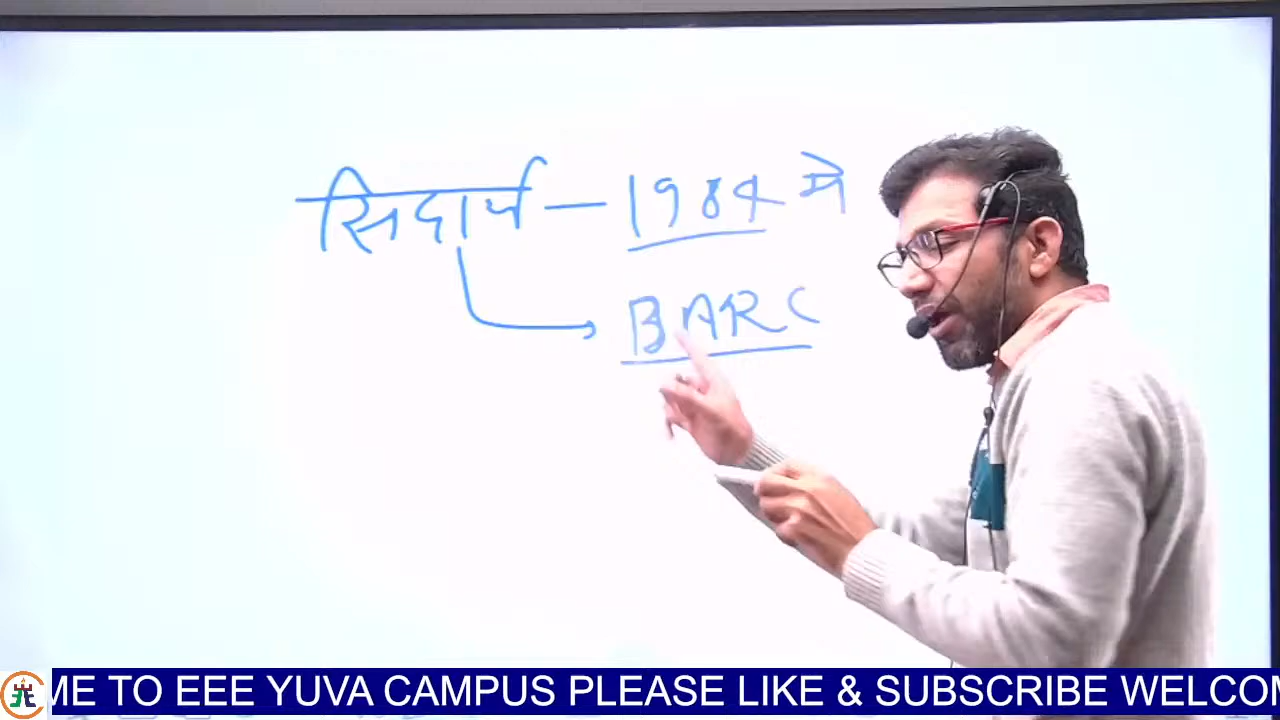 सिदार्थ – 1984 मे
BARC
ME TO EEE YUVA CAMPUS PLEASE LIKE & SUBSCRIBE WELCOM